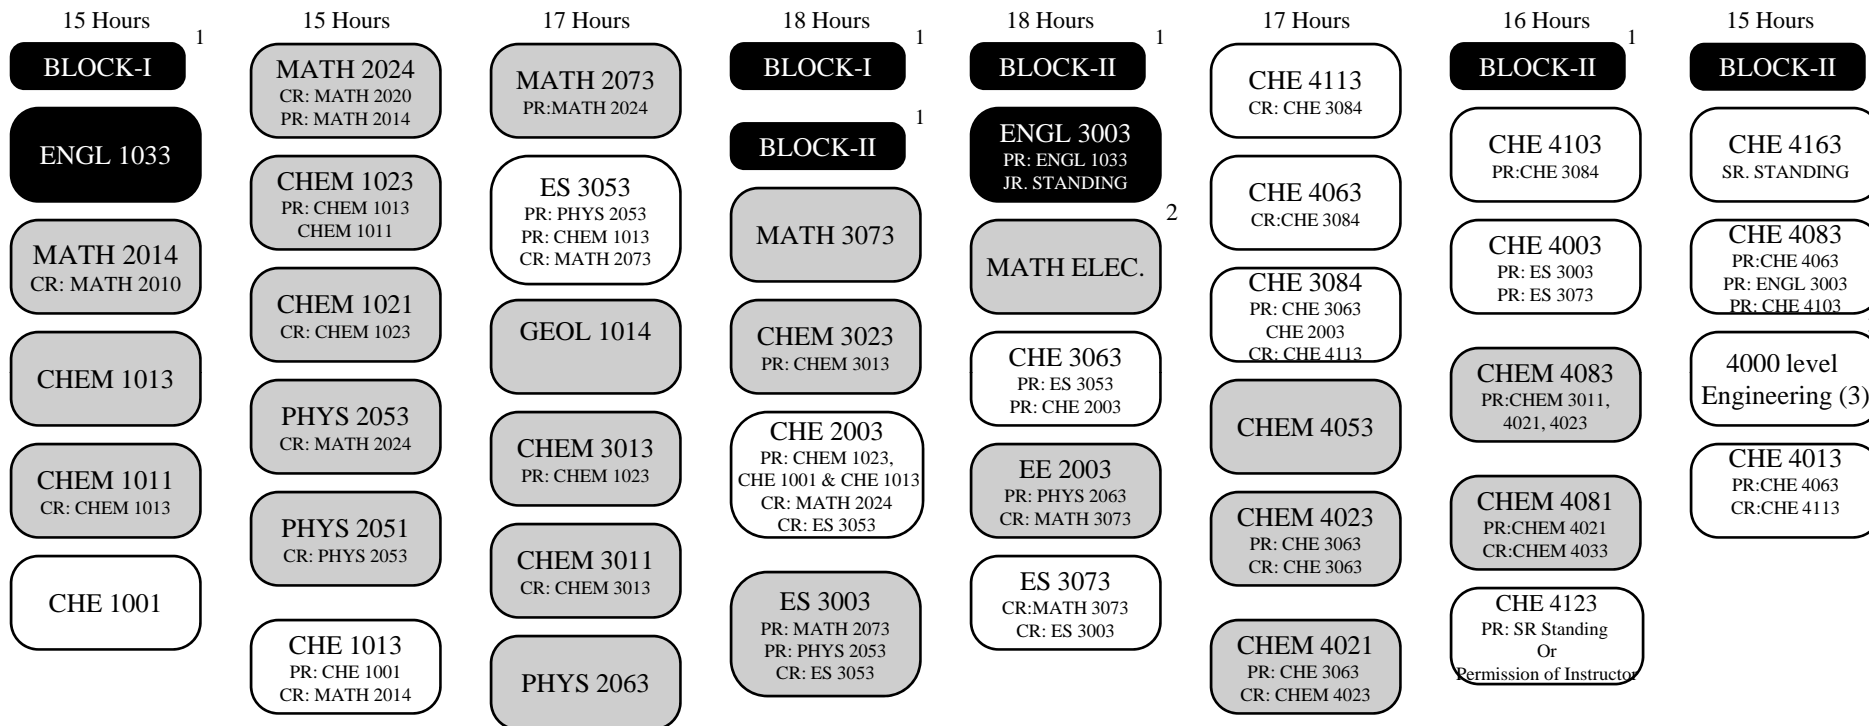 15 Hours
1
BLOCK-I
ENGL 1033
MATH 2014
CR: MATH 2010
CHEM 1013
CHEM 1011
CR: CHEM 1013
CHE 1001
15 Hours
MATH 2024
CR: MATH 2020
PR: MATH 2014
CHEM 1023
PR: CHEM 1013
CHEM 1011
CHEM 1021
CR: CHEM 1023
PHYS 2053
CR: MATH 2024
PHYS 2051
CR: PHYS 2053
CHE 1013
PR: CHE 1001
CR: MATH 2014
17 Hours
MATH 2073
PR:MATH 2024
ES 3053
PR: PHYS 2053
PR: CHEM 1013
CR: MATH 2073
GEOL 1014
CHEM 3013
PR: CHEM 1023
CHEM 3011
CR: CHEM 3013
PHYS 2063
18 Hours
1
BLOCK-I
1
BLOCK-II
MATH 3073
CHEM 3023
PR: CHEM 3013
CHE 2003
PR: CHEM 1023,
CHE 1001 & CHE 1013
CR: MATH 2024
CR: ES 3053
ES 3003
PR: MATH 2073
PR: PHYS 2053
CR: ES 3053
18 Hours
1
BLOCK-II
ENGL 3003
PR: ENGL 1033
JR. STANDING
2
MATH ELEC.
CHE 3063
PR: ES 3053
PR: CHE 2003
EE 2003
PR: PHYS 2063
CR: MATH 3073
ES 3073
CR:MATH 3073
CR: ES 3003
17 Hours
CHE 4113
CR: CHE 3084
CHE 4063
CR:CHE 3084
CHE 3084
PR: CHE 3063
CHE 2003
CR: CHE 4113
CHEM 4053
CHEM 4023
PR: CHE 3063
CR: CHE 3063
CHEM 4021
PR: CHE 3063
CR: CHEM 4023
16 Hours
1
BLOCK-II
CHE 4103
PR:CHE 3084
CHE 4003
PR: ES 3003
PR: ES 3073
CHEM 4083
PR:CHEM 3011,
4021, 4023
CHEM 4081
PR:CHEM 4021
CR:CHEM 4033
CHE 4123
PR: SR Standing
Or
Permission of Instructor
15 Hours
BLOCK-II
CHE 4163
SR. STANDING
CHE 4083
PR:CHE 4063
PR: ENGL 3003
PR: CHE 4103
4000 level
Engineering (3)
CHE 4013
PR:CHE 4063
CR:CHE 4113